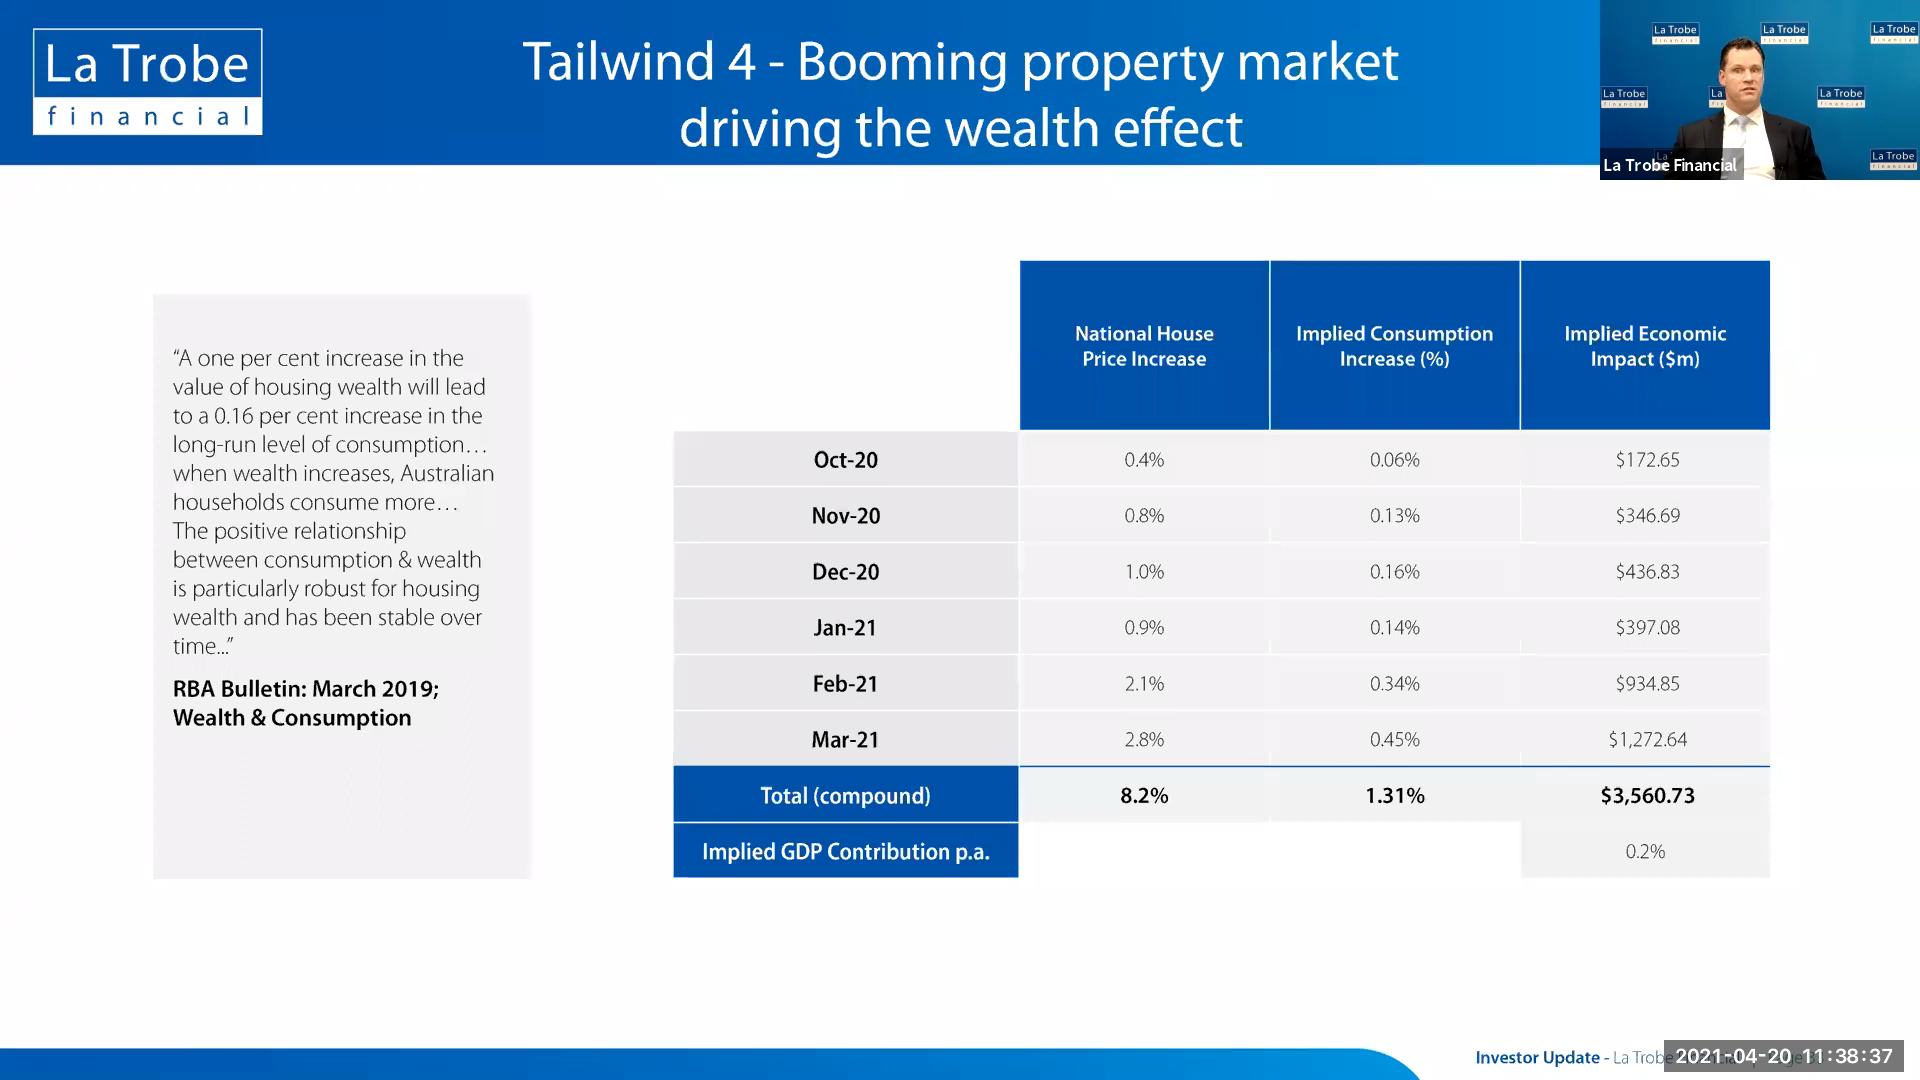 La Trobe
financial
Tailwind 4 - Booming property market
driving the wealth effect
La Trobe
financial
La Trobe
financial
La Trobe
financial
La Trobe
financial
La
La Trobe
financial
La Trobe
financial
La Trobe Financial
“A one per cent increase in the
value of housing wealth will lead
to a 0.16 per cent increase in the
long-run level of consumption…
when wealth increases, Australian
households consume more…
The positive relationship
between consumption & wealth
is particularly robust for housing
wealth and has been stable over
time...”
RBA Bulletin: March 2019;
Wealth & Consumption
National House
Price Increase
Implied Consumption
Increase (%)
Implied Economic
Impact ($m)
Oct-20 0.4% 0.06% $172.65
Nov-20 0.8% 0.13% $346.69
Dec-20 1.0% 0.16% $436.83
Jan-21 0.9% 0.14% $397.08
Feb-21 2.1% 0.34% $934.85
Mar-21 2.8% 0.45% $1,272.64
Total (compound) 8.2% 1.31% $3,560.73
Implied GDP Contribution p.a. 0.2%
Investor Update - La Trob
2021-04-20 11:38:37